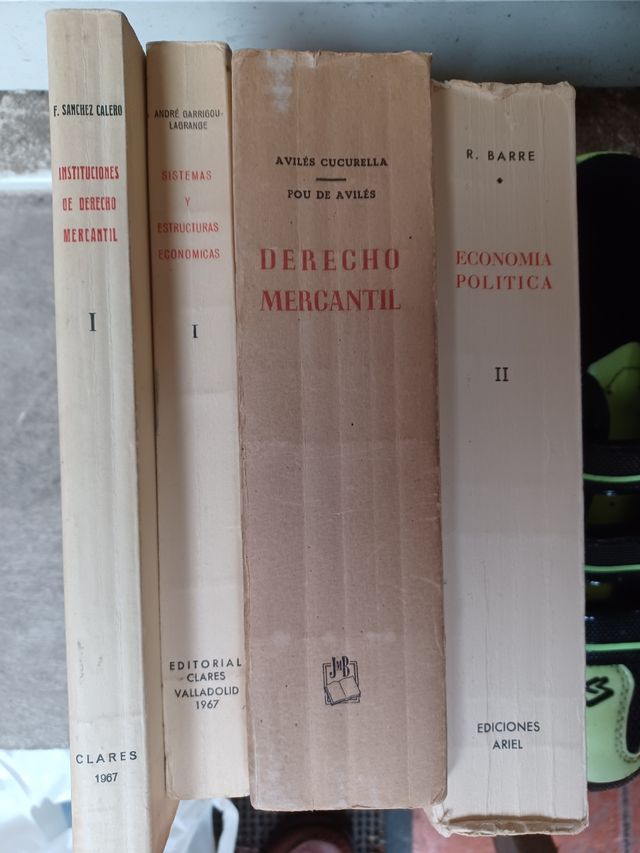 F. SANCHEZ CALERO
INSTITUCIONES
DE DERECHO
MERCANTIL
I
CLARES
1967
ANDRÉ GARRIGOU-
LAGRANGE
SISTEMAS
Y
ESTRUCTURAS
ECONOMICAS
I
EDITORIAL
CLARES
VALLADOLID
1967
AVILÉS CUCURELLA
POU DE AVILÉS
DERECHO
MERCANTIL
JMB
R. BARRE
ECONOMIA
POLITICA
II
EDICIONES
ARIEL